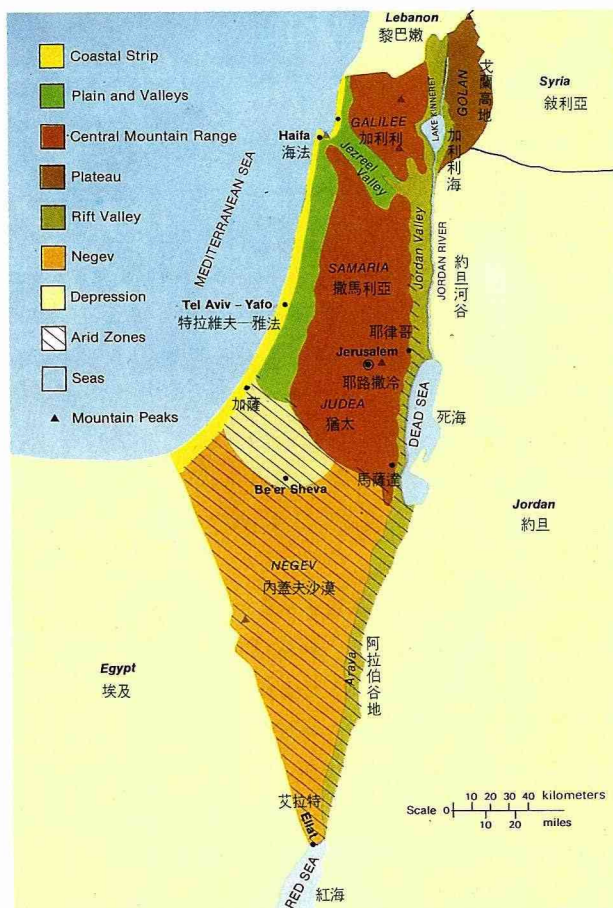 Coastal Strip
Plain and Valleys
Central Mountain Range
Plateau
Rift Valley
Negev
Depression
Arid Zones
Seas
Mountain Peaks
Lebanon
黎巴嫩
Syria
敍利亞
GOLAN
戈蘭高地
LAKE KINNERET
加利利海
GALILEE
加利利
Haifa
海法
Jezreel
Valley
MEDITERRANEAN SEA
Jordan Valley
JORDAN RIVER
約旦河谷
SAMARIA
撒馬利亞
Tel Aviv – Yafo
特拉維夫一雅法
耶律哥
Jerusalem
耶路撒冷
加薩
JUDEA
猶太
DEAD SEA
死海
馬薩達
Be'er Sheva
Jordan
約旦
NEGEV
內蓋夫沙漠
Arava
阿拉伯谷地
Egypt
埃及
艾拉特
Eilat
RED SEA
紅海
10 20 30 40 kilometers
Scale 0
10 20 miles